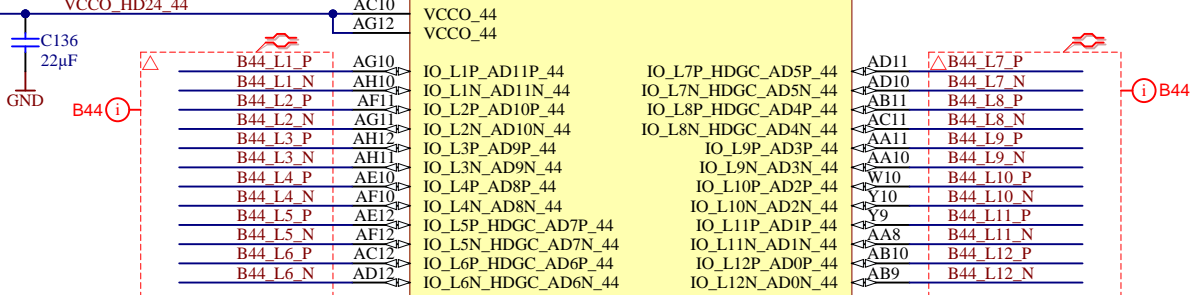 VCCO_HD24_44
AC10 VCCO_44
AG12 VCCO_44
C136
22µF
GND
B44
B44_L1_P AG10 IO_L1P_AD11P_44
B44_L1_N AH10 IO_L1N_AD11N_44
B44_L2_P AF11 IO_L2P_AD10P_44
B44_L2_N AG11 IO_L2N_AD10N_44
B44_L3_P AH12 IO_L3P_AD9P_44
B44_L3_N AH11 IO_L3N_AD9N_44
B44_L4_P AE10 IO_L4P_AD8P_44
B44_L4_N AF10 IO_L4N_AD8N_44
B44_L5_P AE12 IO_L5P_HDGC_AD7P_44
B44_L5_N AF12 IO_L5N_HDGC_AD7N_44
B44_L6_P AC12 IO_L6P_HDGC_AD6P_44
B44_L6_N AD12 IO_L6N_HDGC_AD6N_44
IO_L7P_HDGC_AD5P_44 AD11 B44_L7_P
IO_L7N_HDGC_AD5N_44 AD10 B44_L7_N
IO_L8P_HDGC_AD4P_44 AB11 B44_L8_P
IO_L8N_HDGC_AD4N_44 AC11 B44_L8_N
IO_L9P_AD3P_44 AA11 B44_L9_P
IO_L9N_AD3N_44 AA10 B44_L9_N
IO_L10P_AD2P_44 W10 B44_L10_P
IO_L10N_AD2N_44 Y10 B44_L10_N
IO_L11P_AD1P_44 Y9 B44_L11_P
IO_L11N_AD1N_44 AA8 B44_L11_N
IO_L12P_AD0P_44 AB10 B44_L12_P
IO_L12N_AD0N_44 AB9 B44_L12_N
i B44